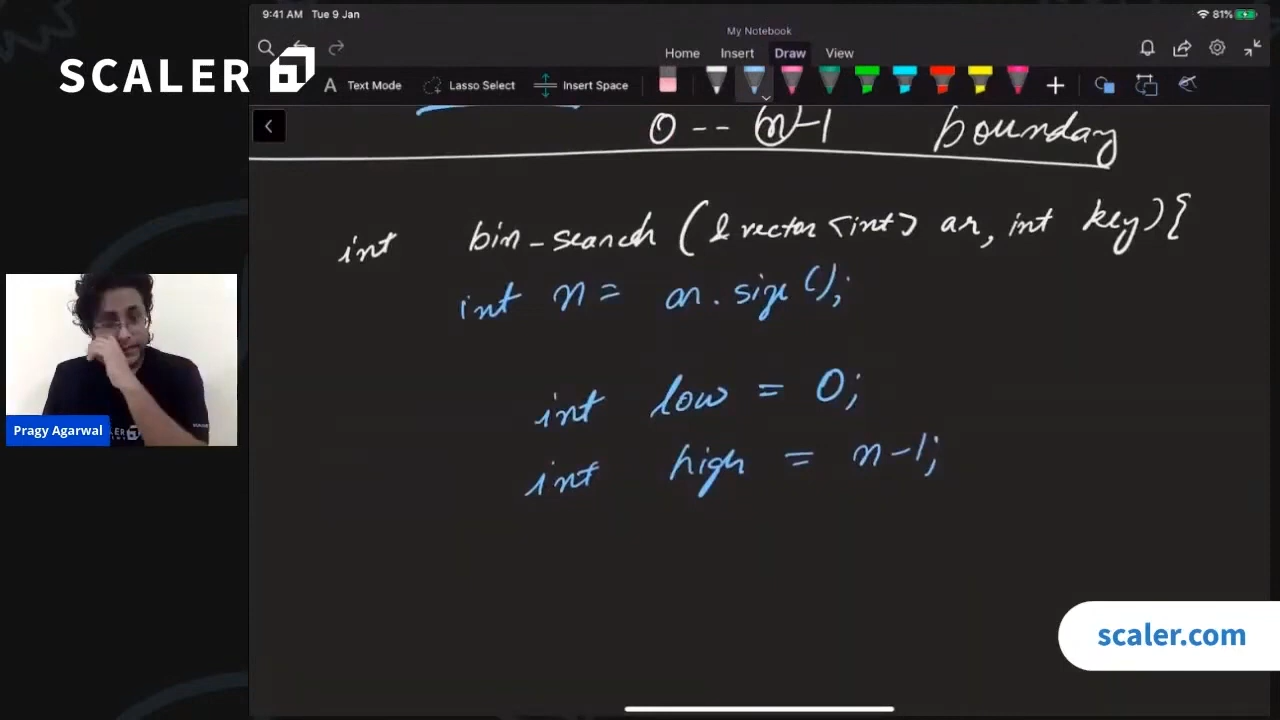 9:41 AM Tue 9 Jan
81%
My Notebook
SCALER
Home Insert Draw View
A Text Mode Lasso Select Insert Space
0 -- n-1 boundary
int bin-search (& vector <int> ar, int key) {
int n = ar.size();
int low = 0;
int high = n-1;
Pragy Agarwal
scaler.com